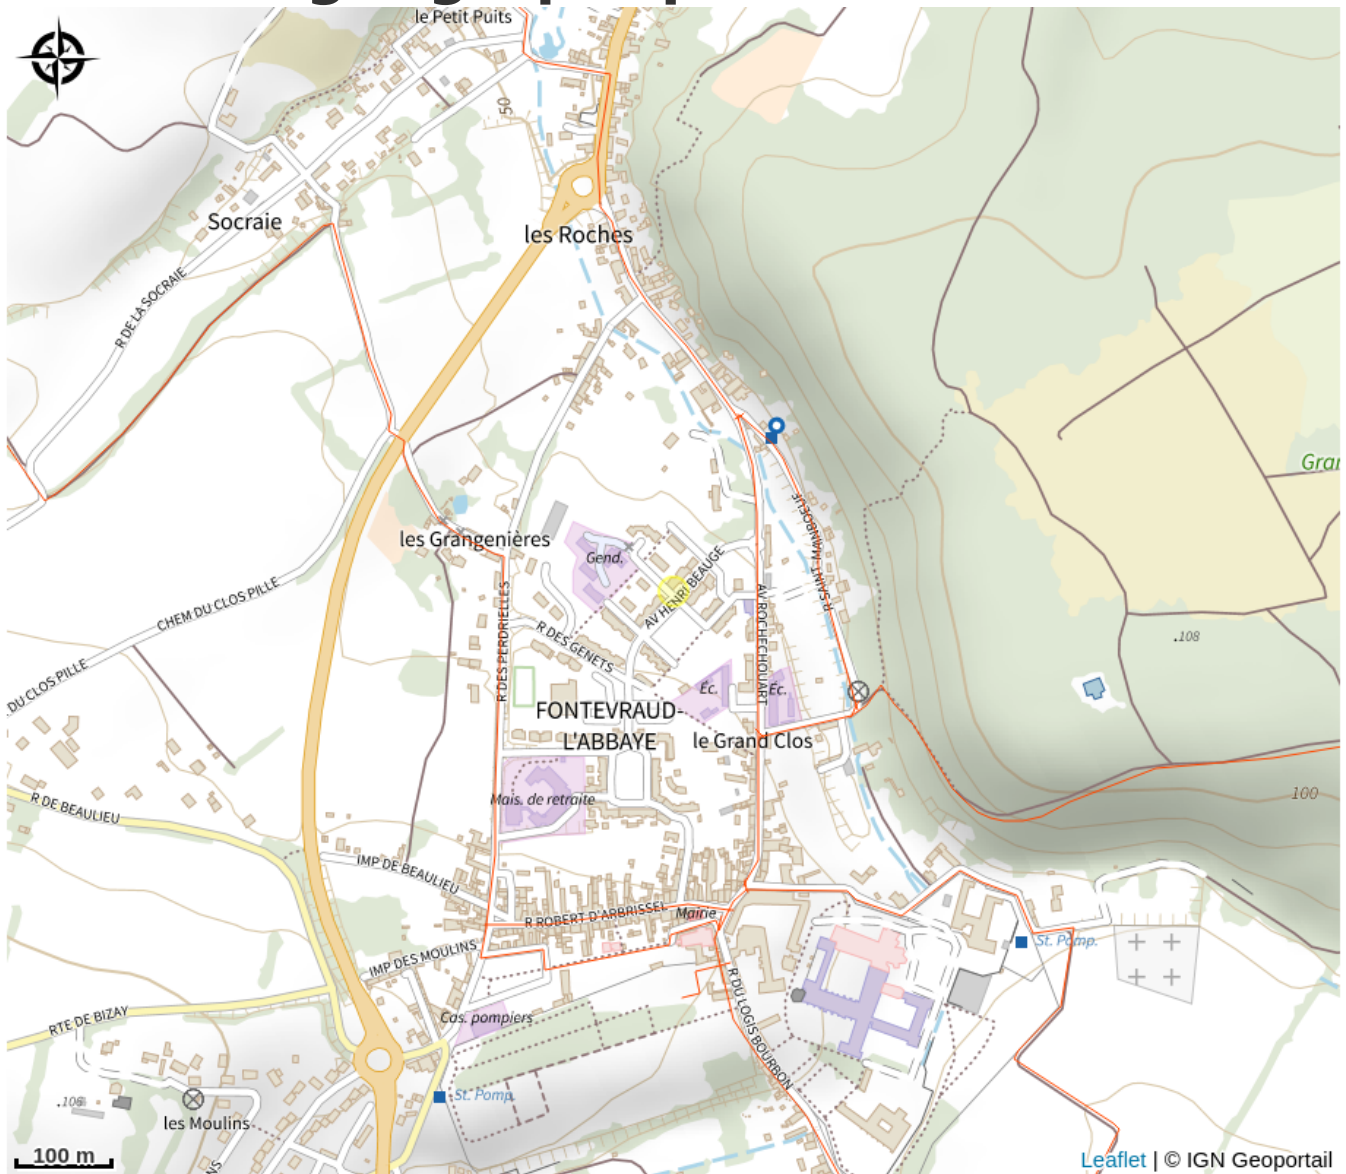 le Petit Puits
50
Socraie
les Roches
R DE LA SOCRAIE
Gra
les Grangenières
Gend.
AV HENRI BEAUGE
R SAINT MAINBOEUF
CHEM DU CLOS PILLE
R DES PERDRIELLES
R DES GENETS
AV ROCHECHOUART
.108
DU CLOS PILLE
Éc.
Éc.
FONTEVRAUD-
L'ABBAYE
le Grand Clos
Mais. de retraite
100
R DE BEAULIEU
IMP DE BEAULIEU
R ROBERT D'ARBRISSEL
Mairie
IMP DES MOULINS
St. Pomp.
R DU LOGIS BOURBON
RTE DE BIZAY
Cas. pompiers
St. Pomp.
.106
les Moulins
NS
100 m
Leaflet | © IGN Geoportail